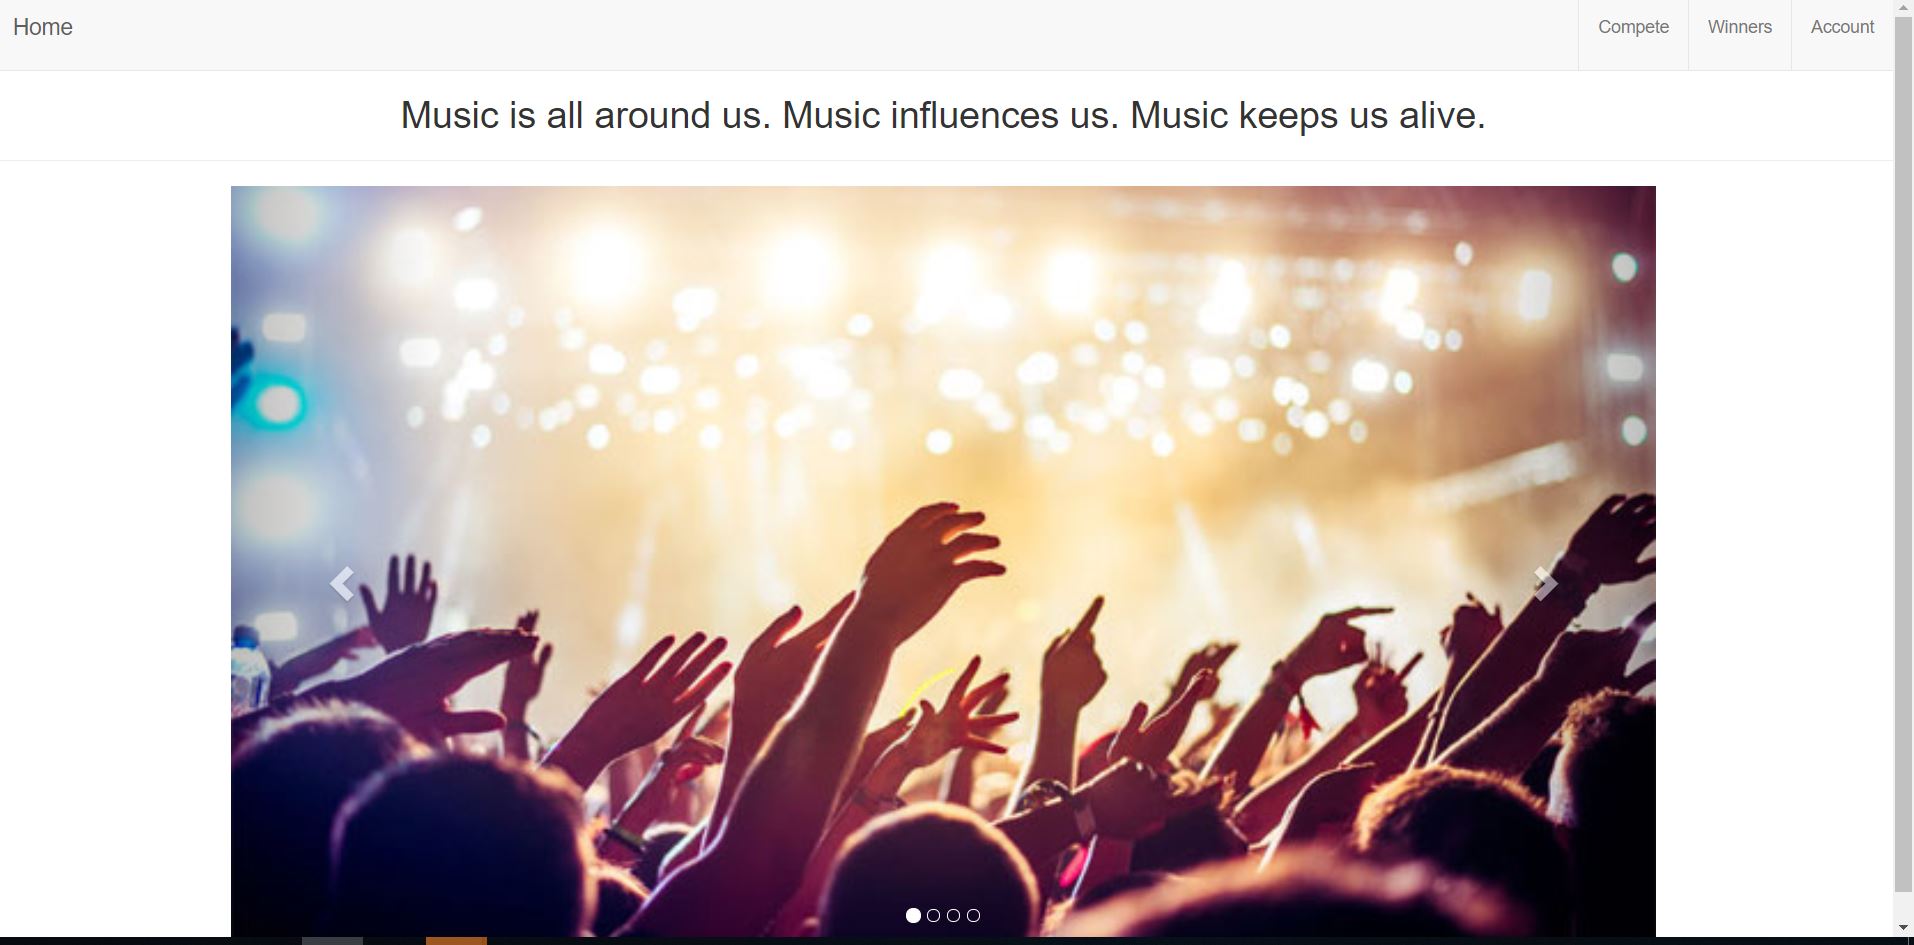 Home
Compete
Winners
Account
Music is all around us. Music influences us. Music keeps us alive.